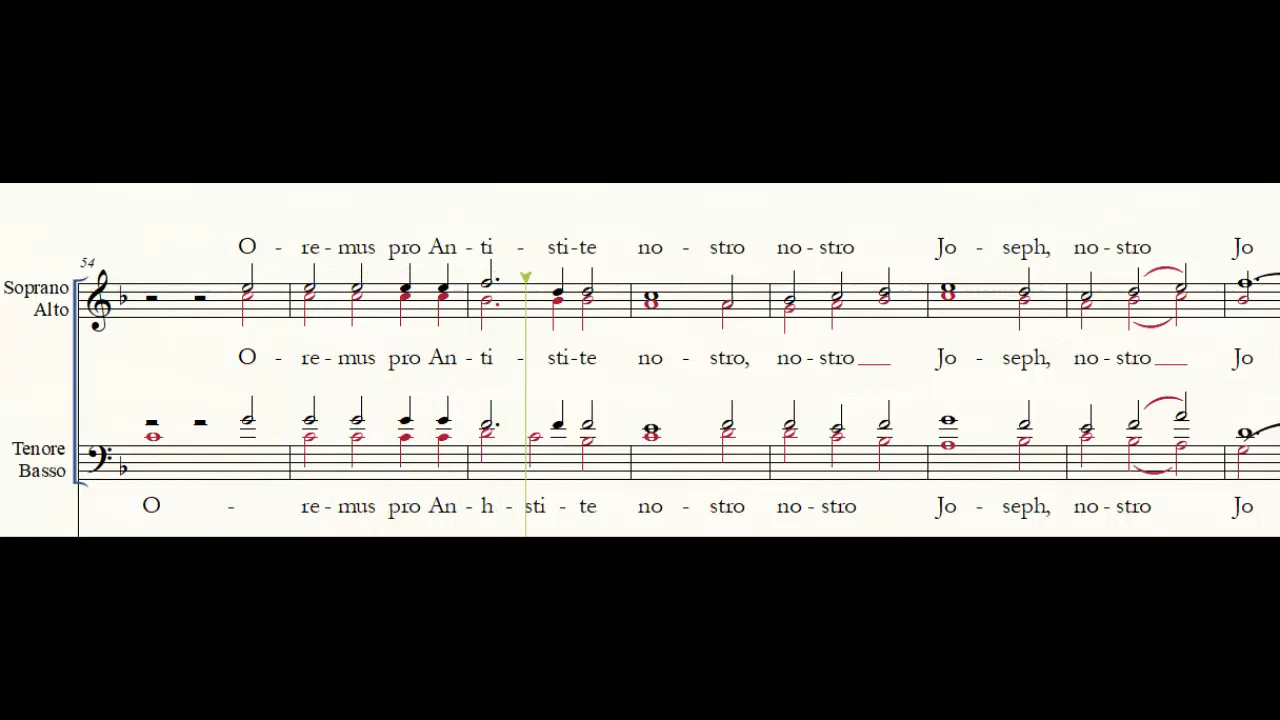 O - re - mus pro An - ti - sti - te no - stro no - stro Jo - seph, no - stro Jo
54
Soprano
Alto
O - re - mus pro An - ti - sti - te no - stro, no - stro Jo - seph, no - stro Jo
Tenore
Basso
O - re - mus pro An - h - sti - te no - stro no - stro Jo - seph, no - stro Jo